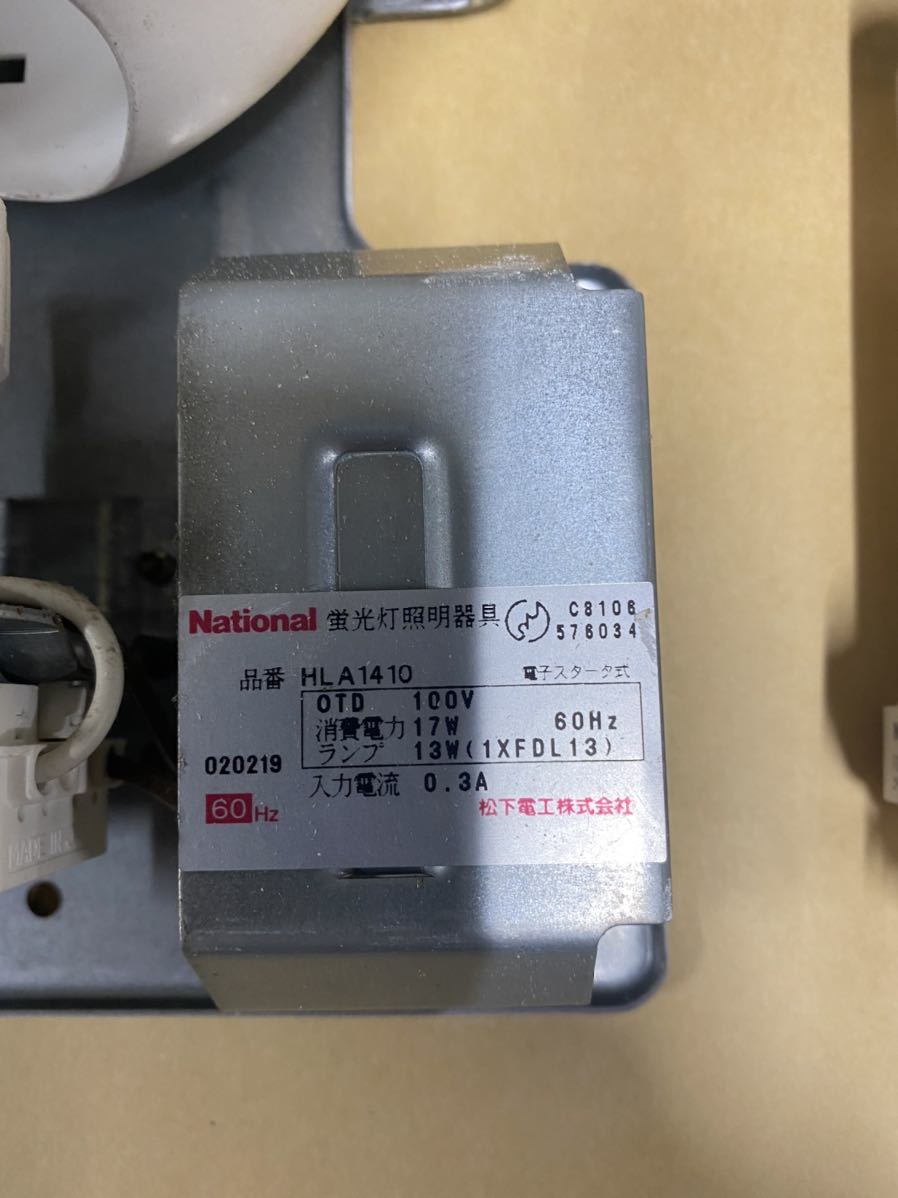 National 蛍光灯照明器具 C8106
576034
品番 HLA1410 電子スタータ式
OTD 100V
消費電力 17W 60Hz
ランプ 13W(1XFDL13)
020219
入力電流 0.3A
60Hz
松下電工株式会社
MADE IN